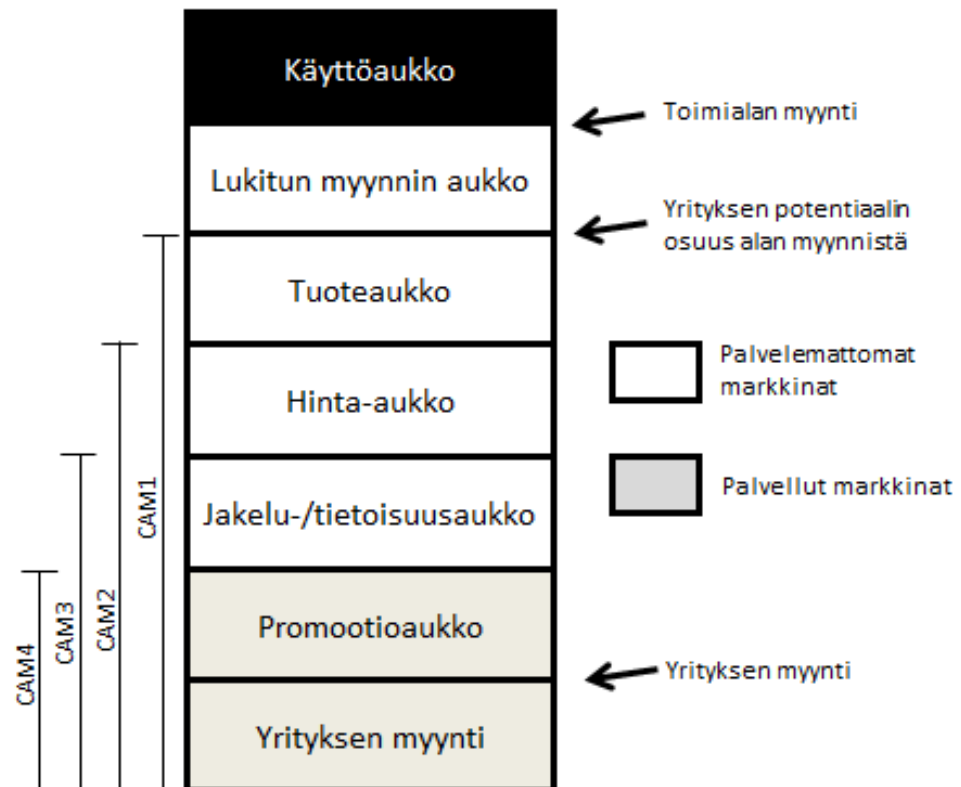 Käyttöaukko
Toimialan myynti
Lukitun myynnin aukko
Yrityksen potentiaalin
osuus alan myynnistä
Tuoteaukko
Palvelemattomat
markkinat
Hinta-aukko
Palvellut markkinat
Jakelu-/tietoisuusaukko
CAM1
CAM2
CAM3
CAM4
Promootioaukko
Yrityksen myynti
Yrityksen myynti